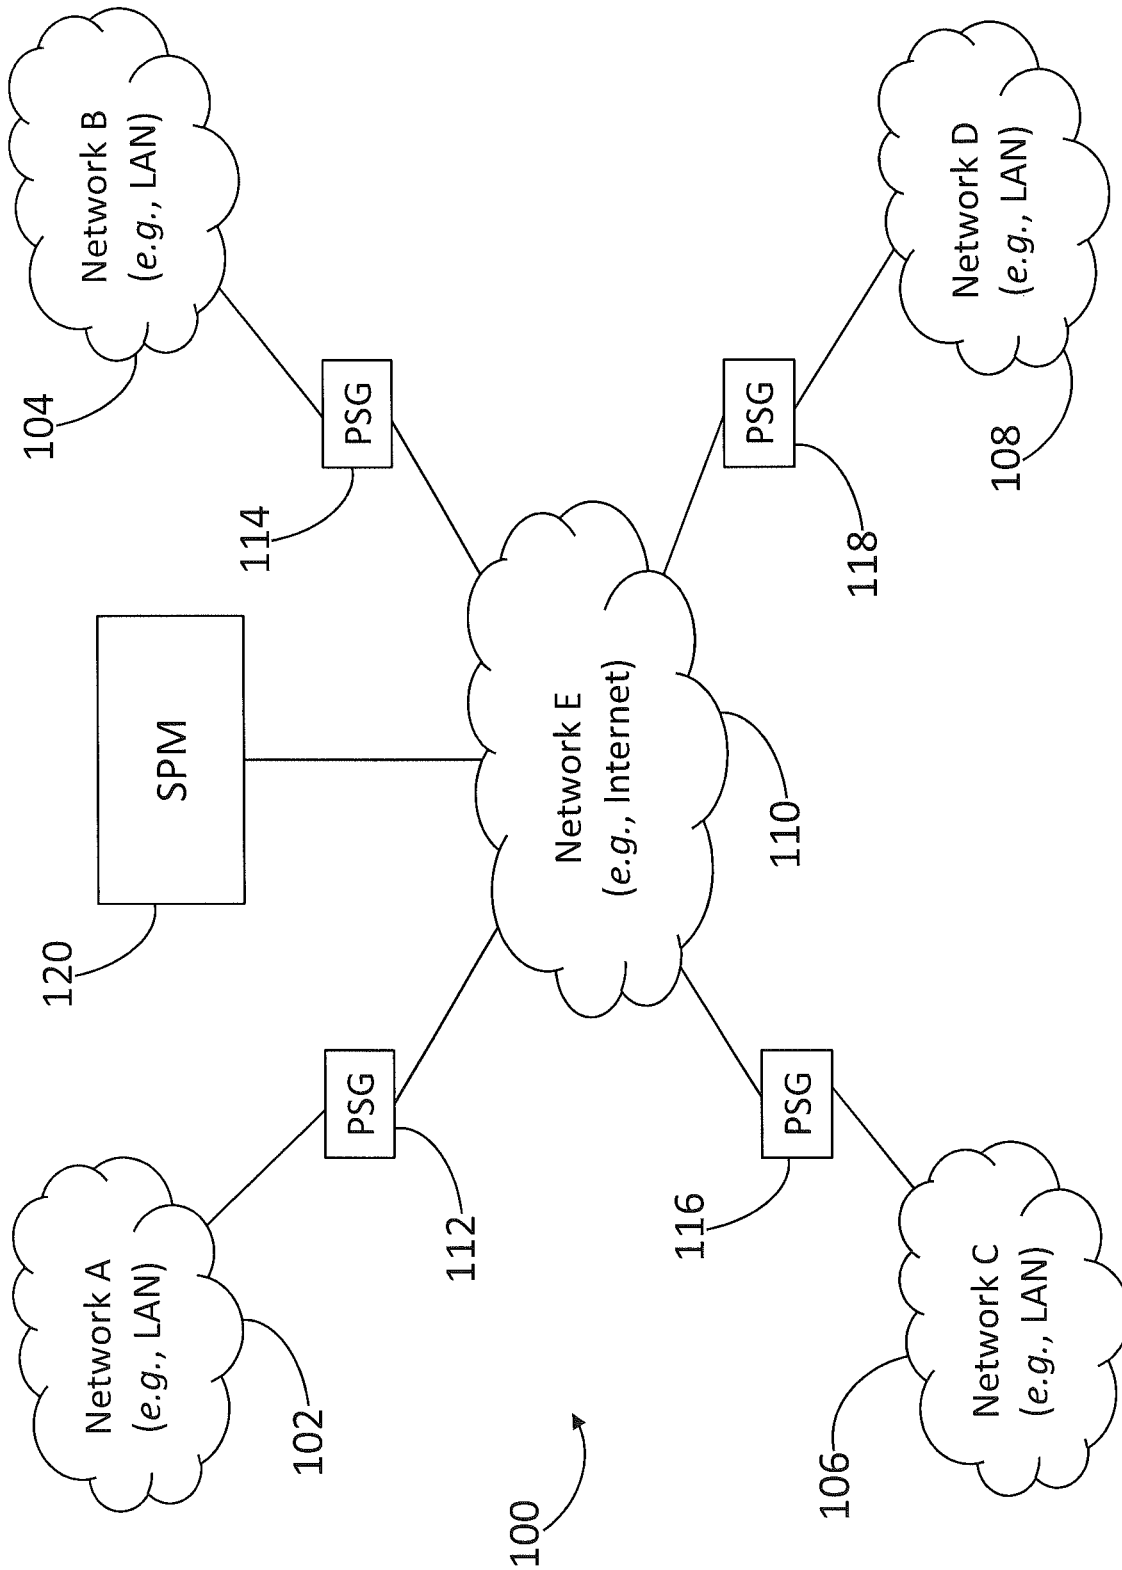 120
SPM
104
Network B
(e.g., LAN)
Network A
(e.g., LAN)
102
114
PSG
112
PSG
Network E
(e.g., Internet)
110
100
116
PSG
118
PSG
106
Network C
(e.g., LAN)
108
Network D
(e.g., LAN)